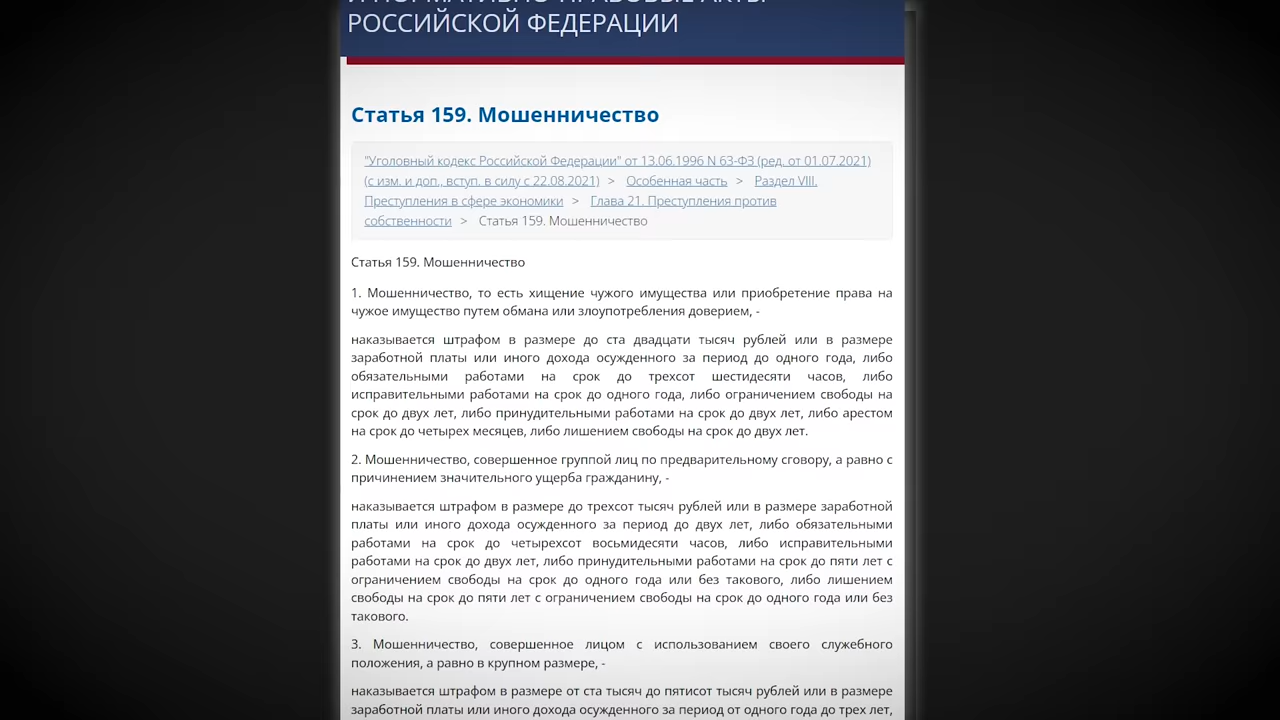 РОССИЙСКОЙ ФЕДЕРАЦИИ
Статья 159. Мошенничество
"Уголовный кодекс Российской Федерации" от 13.06.1996 N 63-ФЗ (ред. от 01.07.2021)
(с изм. и доп., вступ. в силу с 22.08.2021) > Особенная часть > Раздел VIII.
Преступления в сфере экономики > Глава 21. Преступления против
собственности > Статья 159. Мошенничество
Статья 159. Мошенничество
1. Мошенничество, то есть хищение чужого имущества или приобретение права на
чужое имущество путем обмана или злоупотребления доверием, -
наказывается штрафом в размере до ста двадцати тысяч рублей или в размере
заработной платы или иного дохода осужденного за период до одного года, либо
обязательными работами на срок до трехсот шестидесяти часов, либо
исправительными работами на срок до одного года, либо ограничением свободы на
срок до двух лет, либо принудительными работами на срок до двух лет, либо арестом
на срок до четырех месяцев, либо лишением свободы на срок до двух лет.
2. Мошенничество, совершенное группой лиц по предварительному сговору, а равно с
причинением значительного ущерба гражданину, -
наказывается штрафом в размере до трехсот тысяч рублей или в размере заработной
платы или иного дохода осужденного за период до двух лет, либо обязательными
работами на срок до четырехсот восьмидесяти часов, либо исправительными
работами на срок до двух лет, либо принудительными работами на срок до пяти лет с
ограничением свободы на срок до одного года или без такового, либо лишением
свободы на срок до пяти лет с ограничением свободы на срок до одного года или без
такового.
3. Мошенничество, совершенное лицом с использованием своего служебного
положения, а равно в крупном размере, -
наказывается штрафом в размере от ста тысяч до пятисот тысяч рублей или в размере
заработной платы или иного дохода осужденного за период от одного года до трех лет,